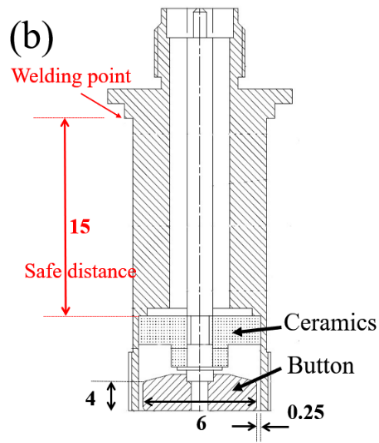 (b)
Welding point
15
Safe distance
Ceramics
Button
4
6
0.25